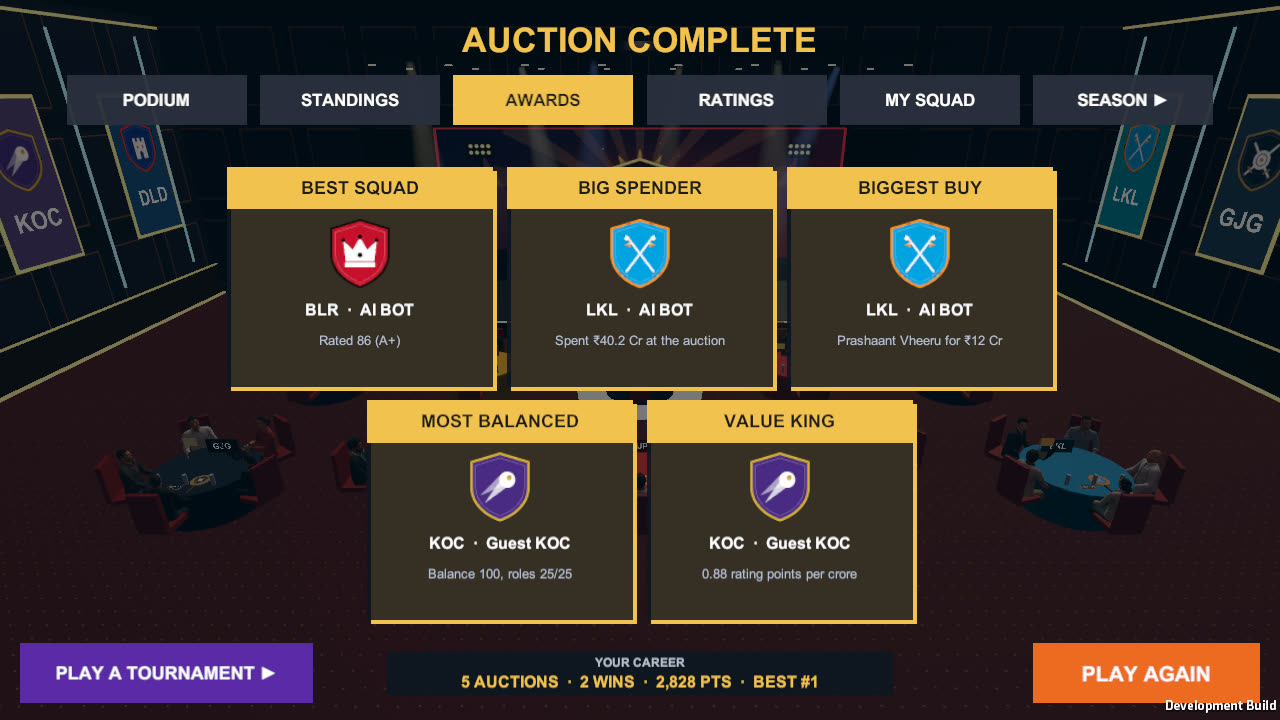 AUCTION COMPLETE
PODIUM
STANDINGS
AWARDS
RATINGS
MY SQUAD
SEASON ►
KOC
DLD
LKL
GJG
BEST SQUAD
BLR · AI BOT
Rated 86 (A+)
BIG SPENDER
LKL · AI BOT
Spent ₹40.2 Cr at the auction
BIGGEST BUY
LKL · AI BOT
Prashaant Vheeru for ₹12 Cr
GJG
MOST BALANCED
KOC · Guest KOC
Balance 100, roles 25/25
VALUE KING
KOC · Guest KOC
0.88 rating points per crore
PLAY A TOURNAMENT ►
YOUR CAREER
5 AUCTIONS · 2 WINS · 2,828 PTS · BEST #1
PLAY AGAIN
Development Build